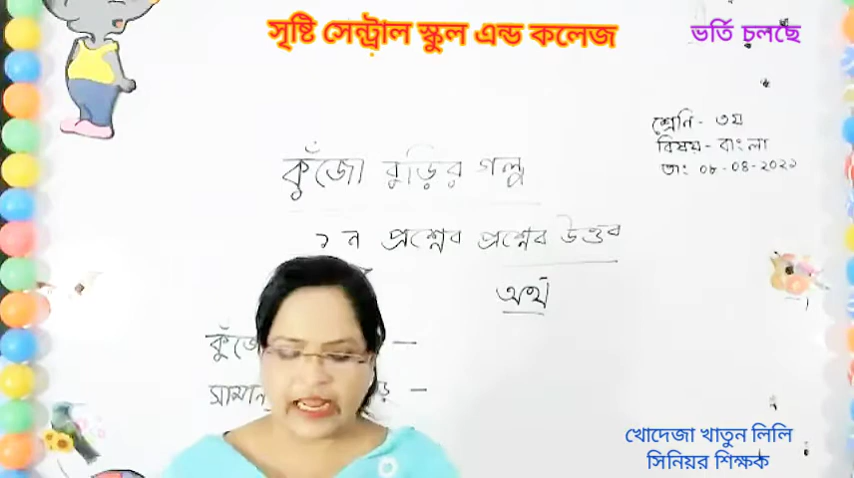 সৃষ্টি সেন্ট্রাল স্কুল এন্ড কলেজ
ভর্তি চলছে
শ্রেনি - ৩য়
বিষয় - বাংলা
তাং ০৮-০৪-২০২১
কুঁজো বুড়ির গল্প
১ ন প্রশ্নের প্রশ্নের উত্তর
অর্থ
খোদেজা খাতুন লিলি
সিনিয়র শিক্ষক